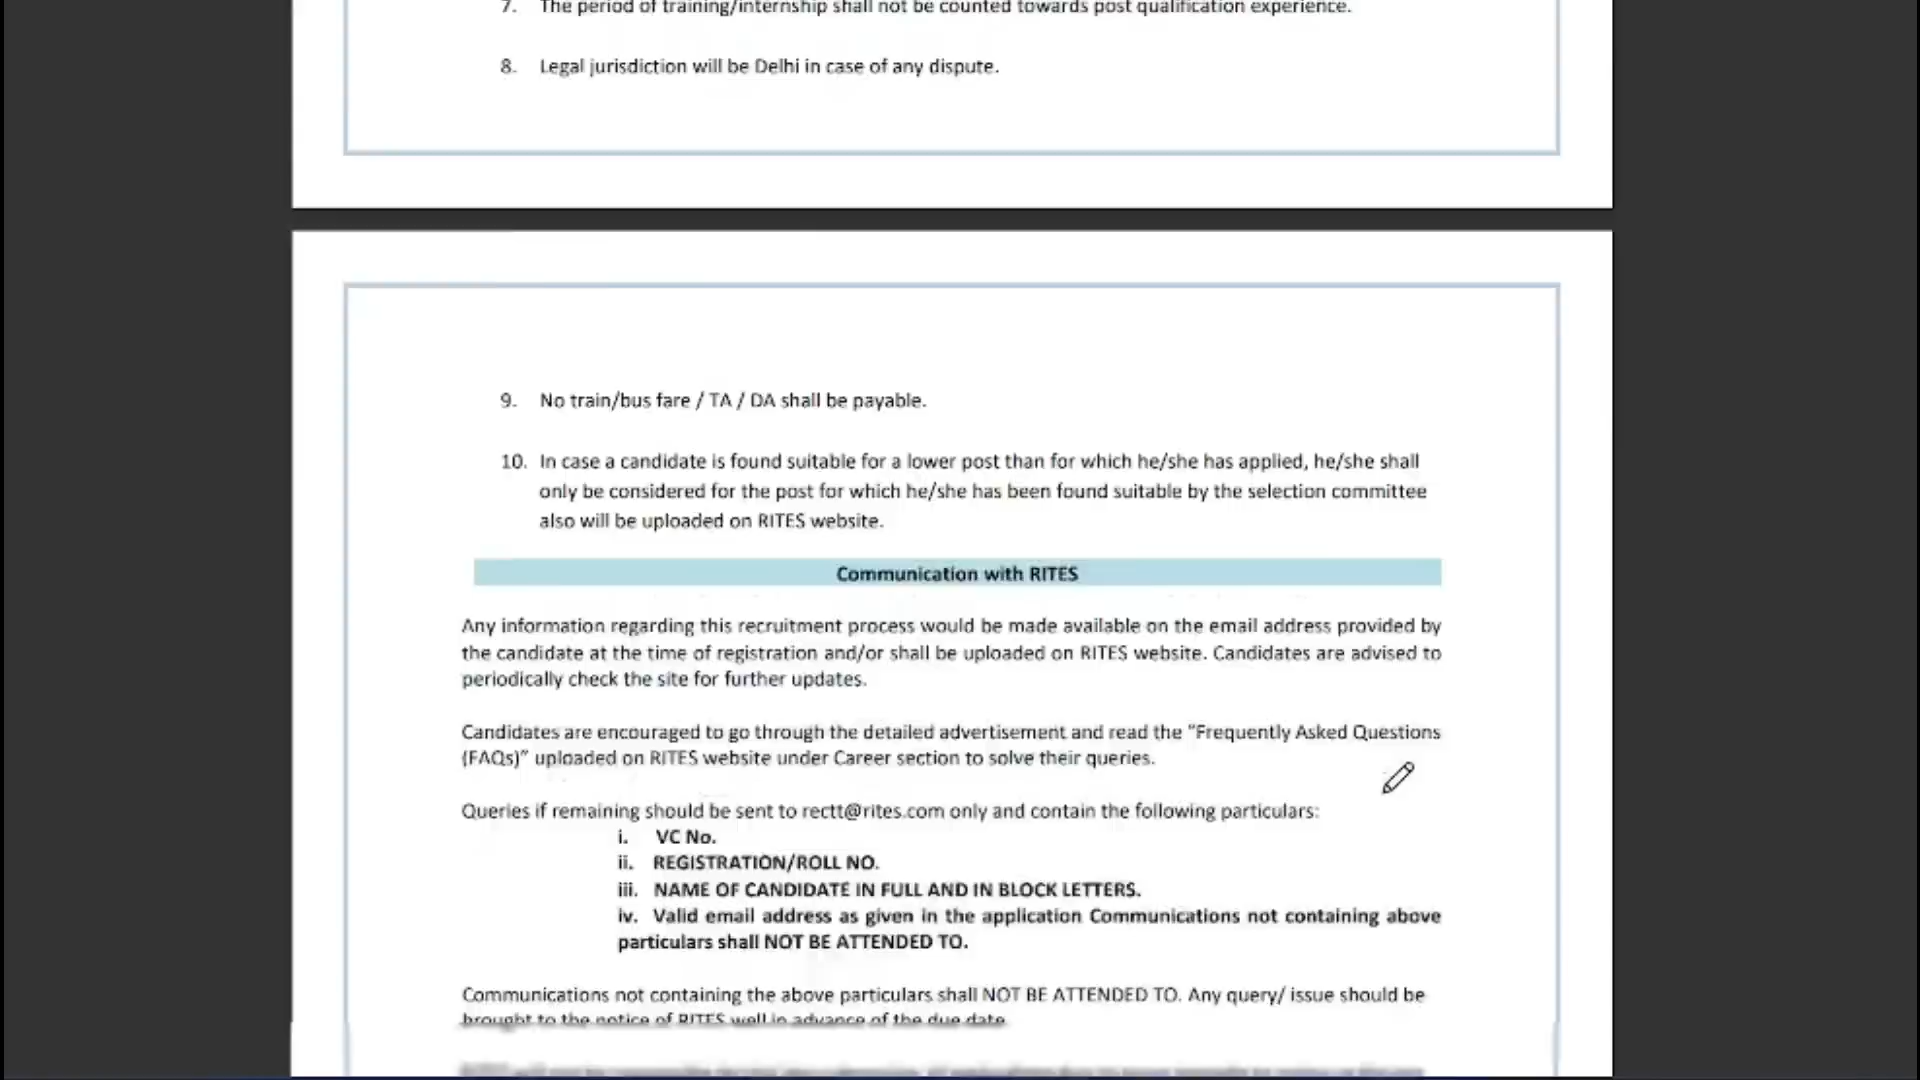 7. The period of training/internship shall not be counted towards post qualification experience.
8. Legal jurisdiction will be Delhi in case of any dispute.
9. No train/bus fare / TA / DA shall be payable.
10. In case a candidate is found suitable for a lower post than for which he/she has applied, he/she shall
only be considered for the post for which he/she has been found suitable by the selection committee
also will be uploaded on RITES website.
Communication with RITES
Any information regarding this recruitment process would be made available on the email address provided by
the candidate at the time of registration and/or shall be uploaded on RITES website. Candidates are advised to
periodically check the site for further updates.
Candidates are encouraged to go through the detailed advertisement and read the "Frequently Asked Questions
(FAQs)" uploaded on RITES website under Career section to solve their queries.
Queries if remaining should be sent to rectt@rites.com only and contain the following particulars:
i. VC No.
ii. REGISTRATION/ROLL NO.
iii. NAME OF CANDIDATE IN FULL AND IN BLOCK LETTERS.
iv. Valid email address as given in the application Communications not containing above
particulars shall NOT BE ATTENDED TO.
Communications not containing the above particulars shall NOT BE ATTENDED TO. Any query/ issue should be
brought to the notice of RITES well in advance of the due date